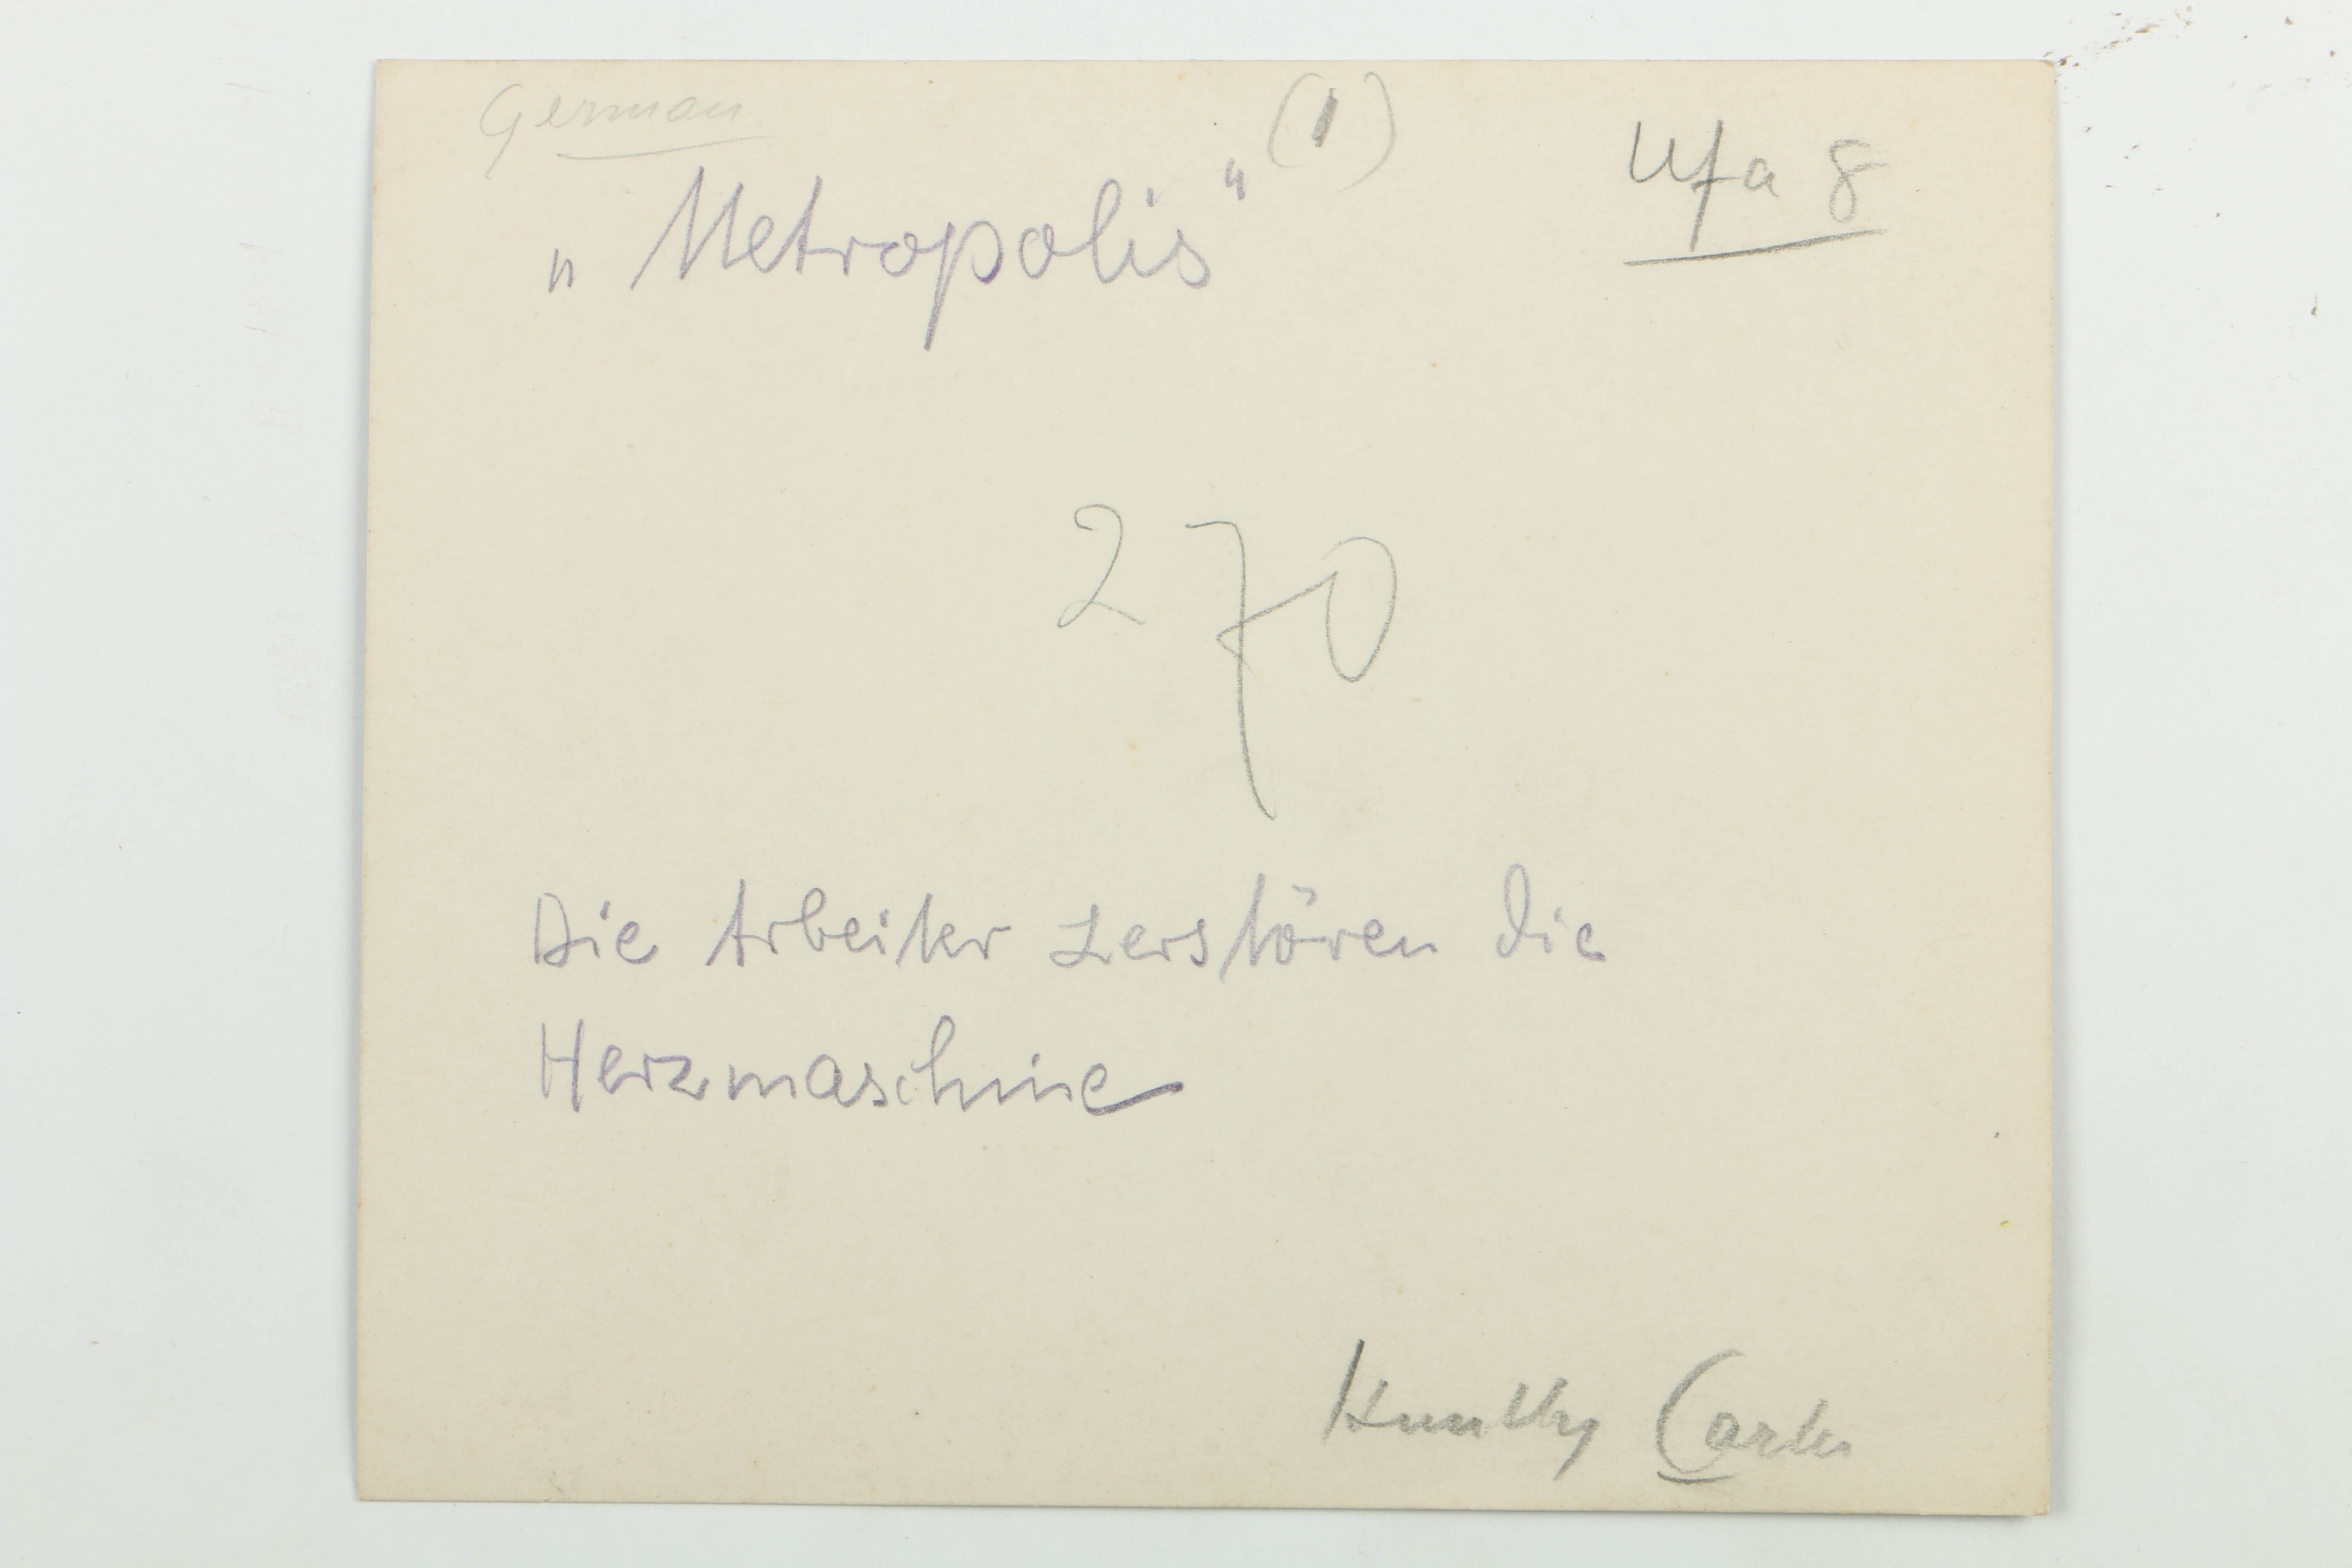 German
„Metropolis“ (1)
Ufa 8
270
Die Arbeiter zerstören die
Herzmaschine
Huntly Carter